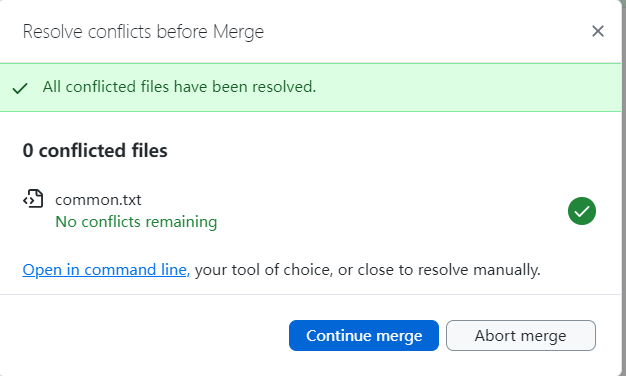 Resolve conflicts before Merge
All conflicted files have been resolved.
0 conflicted files
common.txt
No conflicts remaining
Open in command line, your tool of choice, or close to resolve manually.
Continue merge
Abort merge